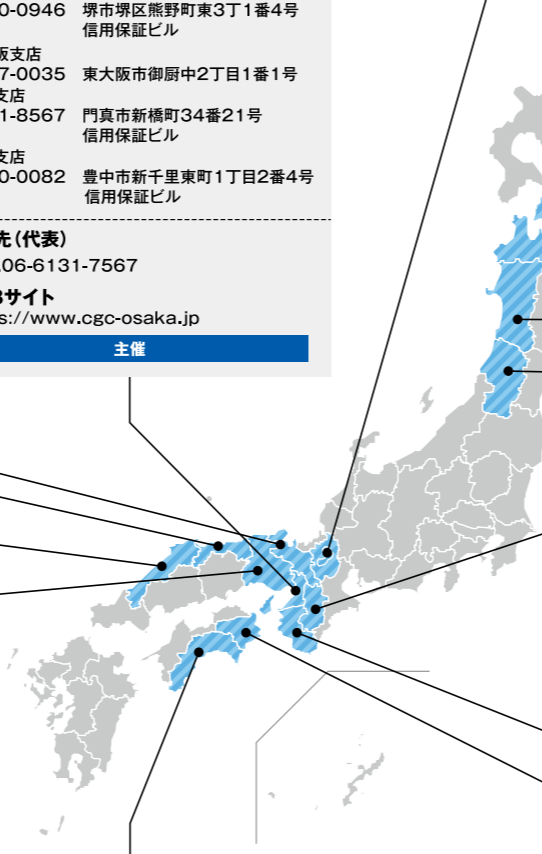 0-0946 堺市堺区熊野町東3丁1番4号
信用保証ビル
阪支店
7-0035 東大阪市御厨中2丁目1番1号
支店
1-8567 門真市新橋町34番21号
信用保証ビル
支店
0-0082 豊中市新千里東町1丁目2番4号
信用保証ビル
先(代表)
.06-6131-7567
サイト
s://www.cgc-osaka.jp
主催